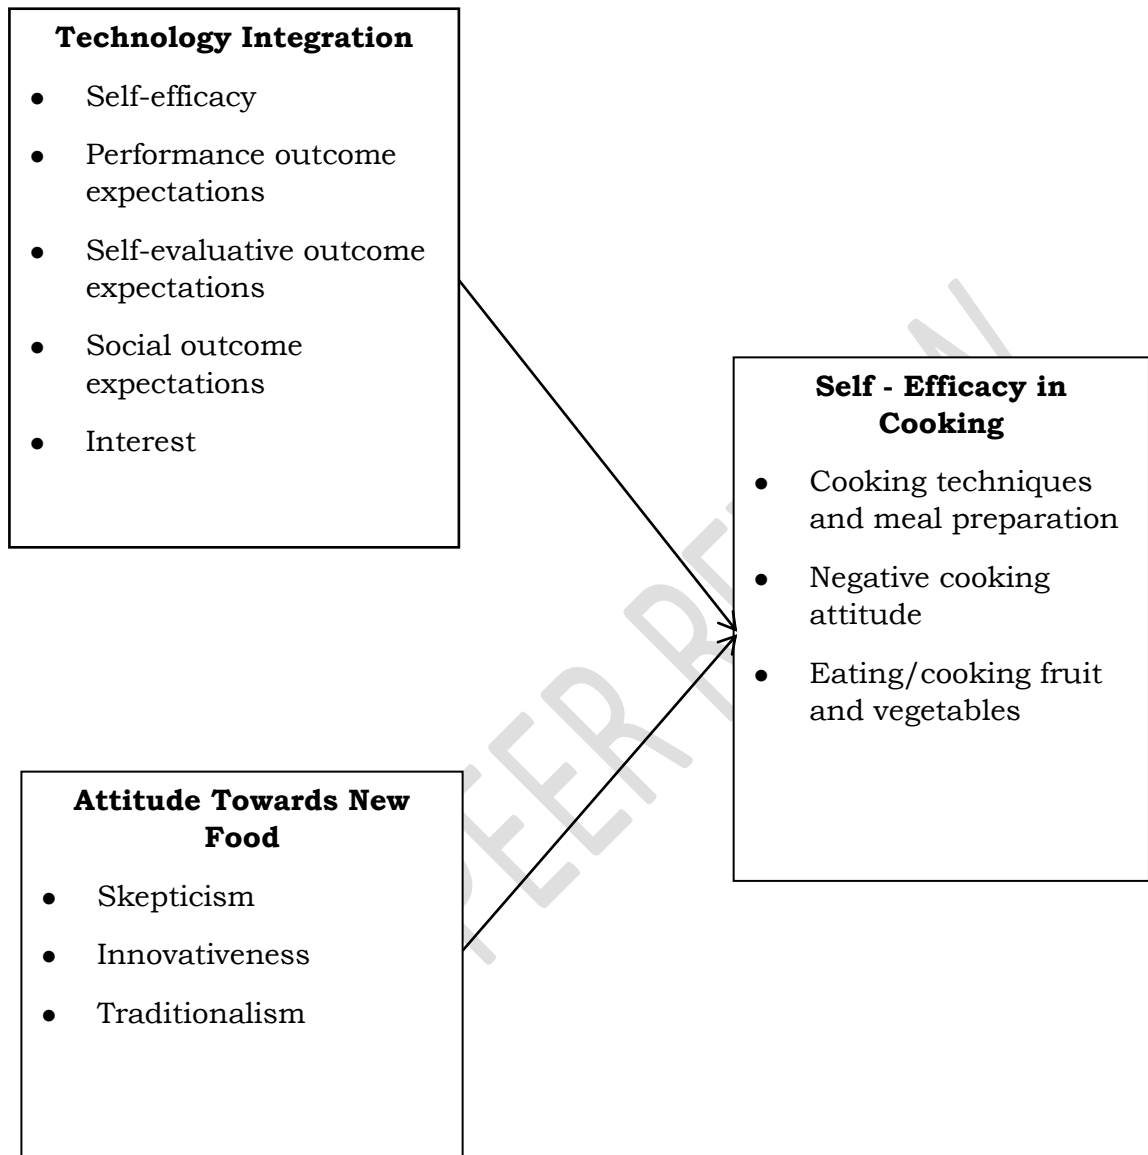 Technology Integration
● Self-efficacy
● Performance outcome
expectations
● Self-evaluative outcome
expectations
● Social outcome
expectations
● Interest
Self - Efficacy in
Cooking
● Cooking techniques
and meal preparation
● Negative cooking
attitude
● Eating/cooking fruit
and vegetables
Attitude Towards New
Food
● Skepticism
● Innovativeness
● Traditionalism
PEER